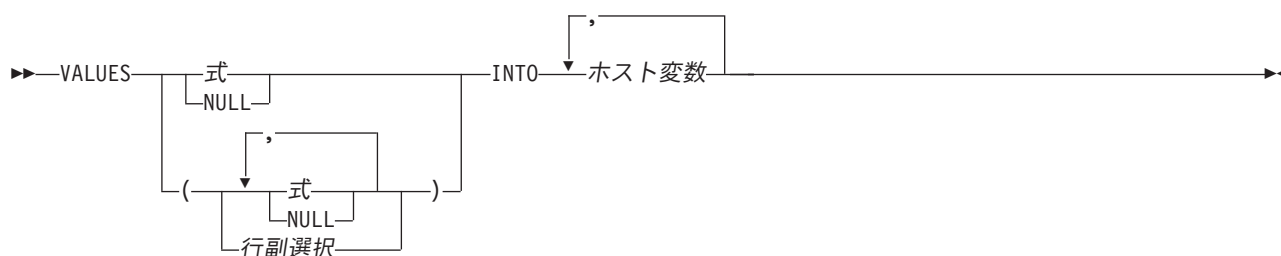 ,
VALUES 式 INTO ホスト変数
NULL
,
( 式 )
NULL
行副選択